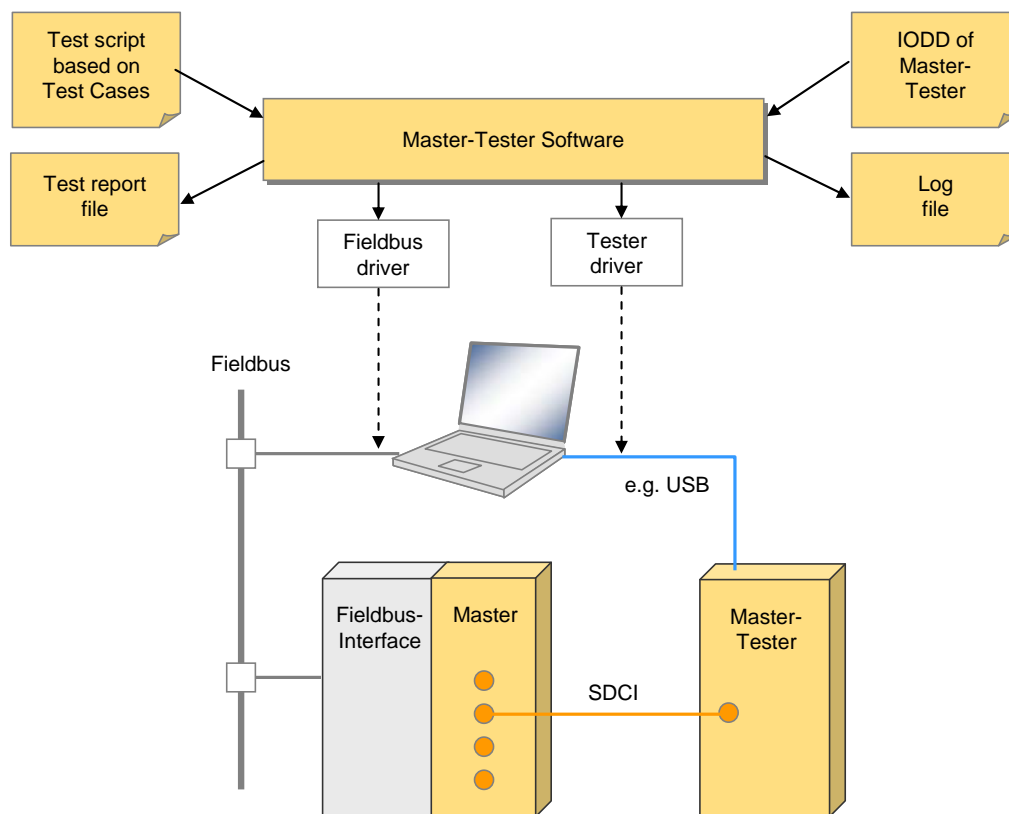 Test script
based on
Test Cases
IODD of
Master-
Tester
Master-Tester Software
Test report
file
Log
file
Fieldbus
driver
Tester
driver
Fieldbus
e.g. USB
Fieldbus-
Interface
Master
Master-
Tester
SDCI